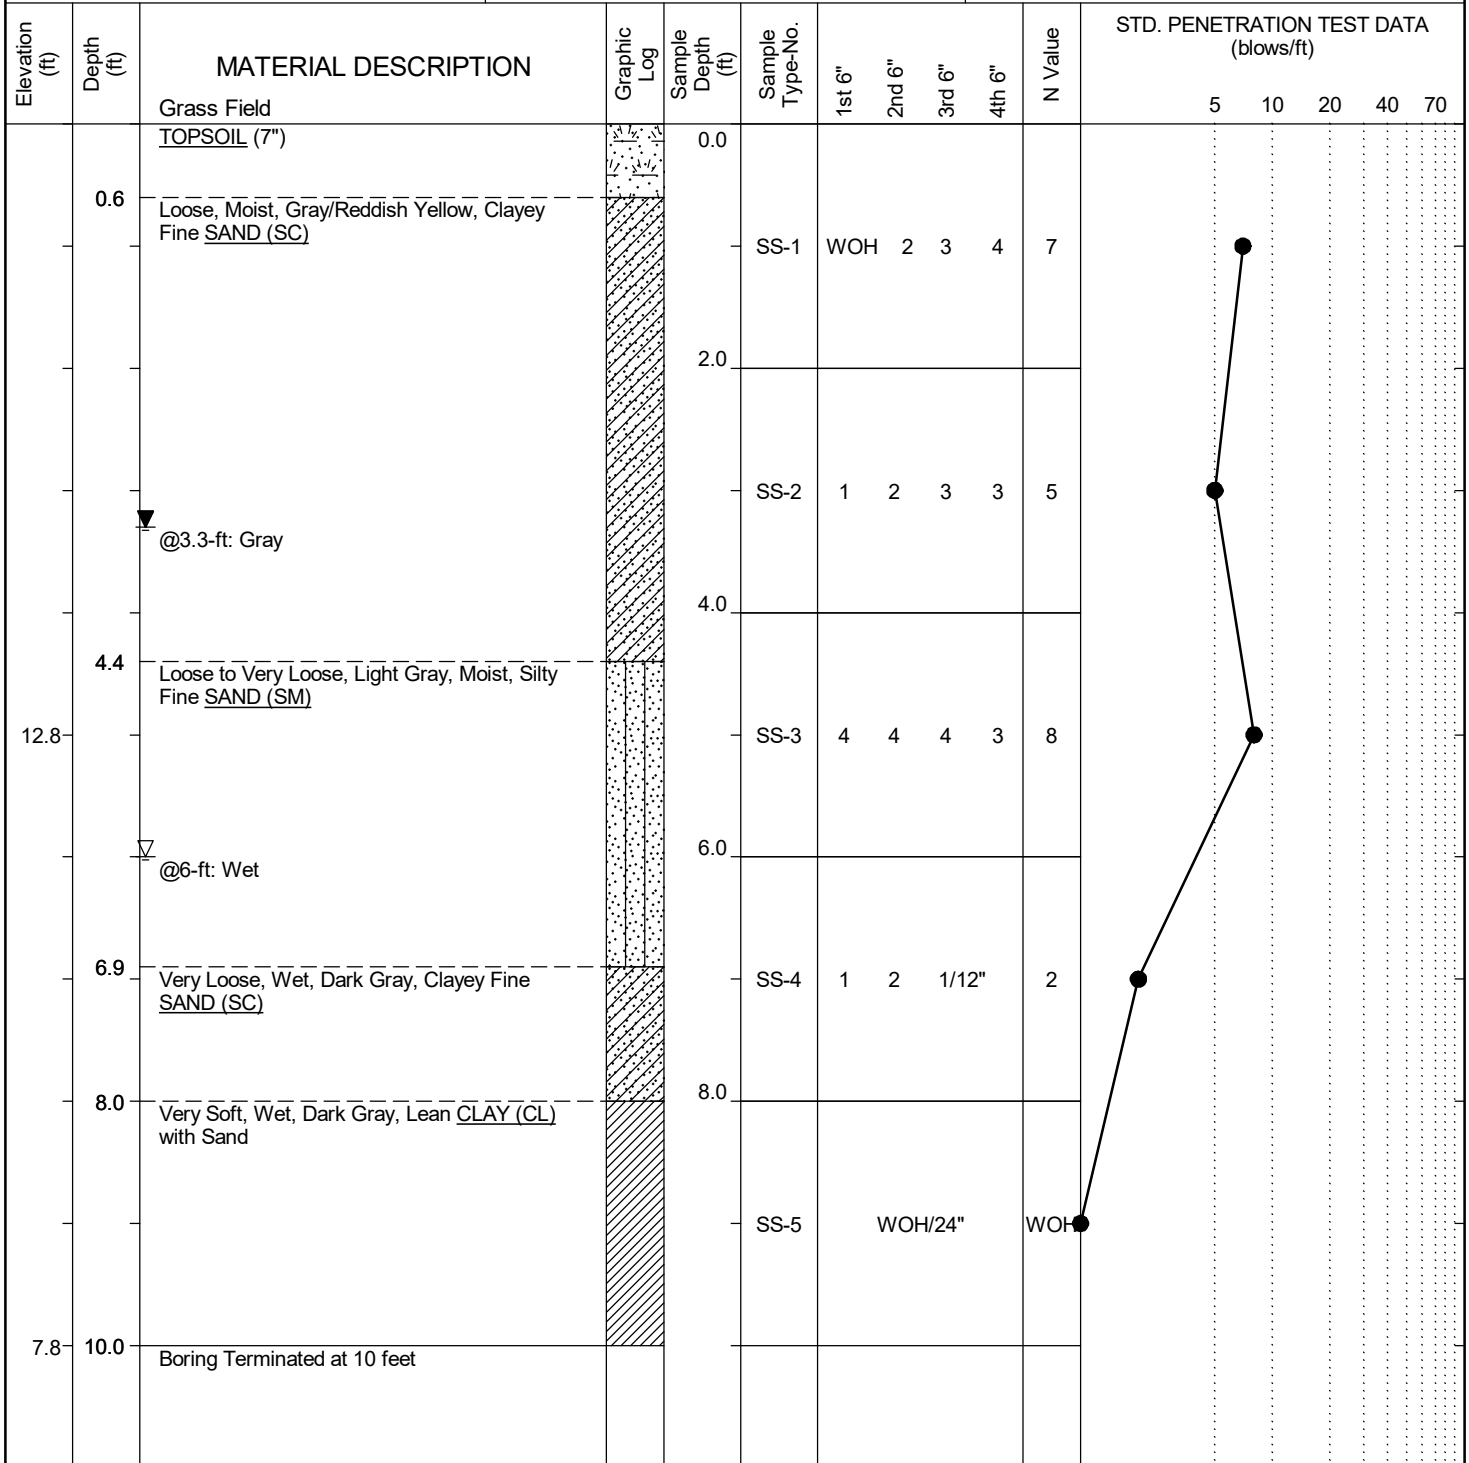 Elevation
(ft)
Depth
(ft)
MATERIAL DESCRIPTION
Grass Field
Graphic
Log
Sample
Depth
(ft)
Sample
Type-No.
1st 6"
2nd 6"
3rd 6"
4th 6"
N Value
STD. PENETRATION TEST DATA
(blows/ft)
5 10 20 40 70
TOPSOIL (7")
0.0
0.6
Loose, Moist, Gray/Reddish Yellow, Clayey
Fine SAND (SC)
SS-1 WOH 2 3 4 7
2.0
SS-2 1 2 3 3 5
@3.3-ft: Gray
4.0
4.4
Loose to Very Loose, Light Gray, Moist, Silty
Fine SAND (SM)
12.8
SS-3 4 4 4 3 8
6.0
@6-ft: Wet
6.9
Very Loose, Wet, Dark Gray, Clayey Fine
SAND (SC)
SS-4 1 2 1/12" 2
8.0
8.0
Very Soft, Wet, Dark Gray, Lean CLAY (CL)
with Sand
SS-5 WOH/24" WOH
7.8 10.0
Boring Terminated at 10 feet